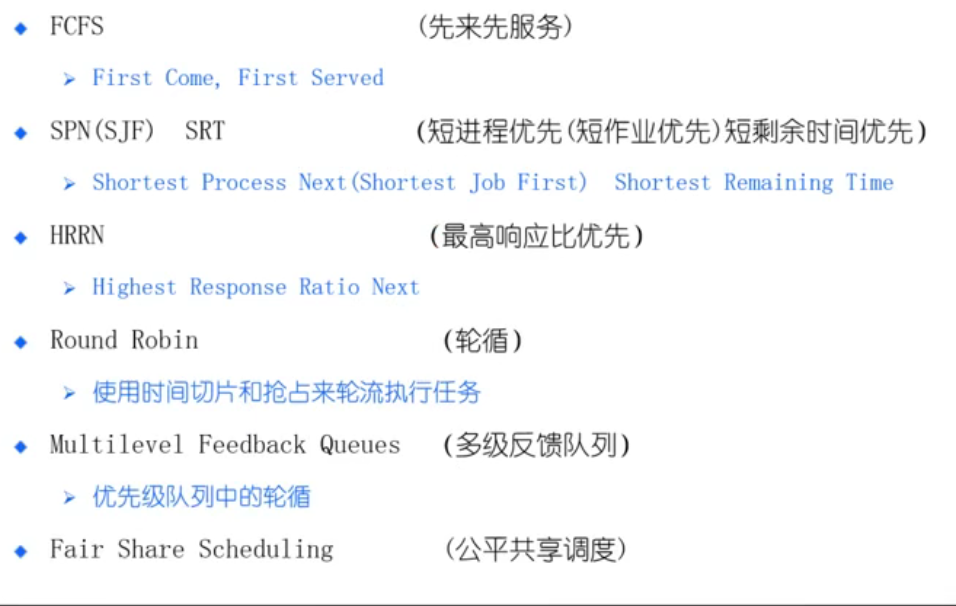 FCFS (先来先服务)
First Come, First Served
SPN(SJF) SRT (短进程优先(短作业优先)短剩余时间优先)
Shortest Process Next(Shortest Job First) Shortest Remaining Time
HRRN (最高响应比优先)
Highest Response Ratio Next
Round Robin (轮循)
使用时间切片和抢占来轮流执行任务
Multilevel Feedback Queues (多级反馈队列)
优先级队列中的轮循
Fair Share Scheduling (公平共享调度)